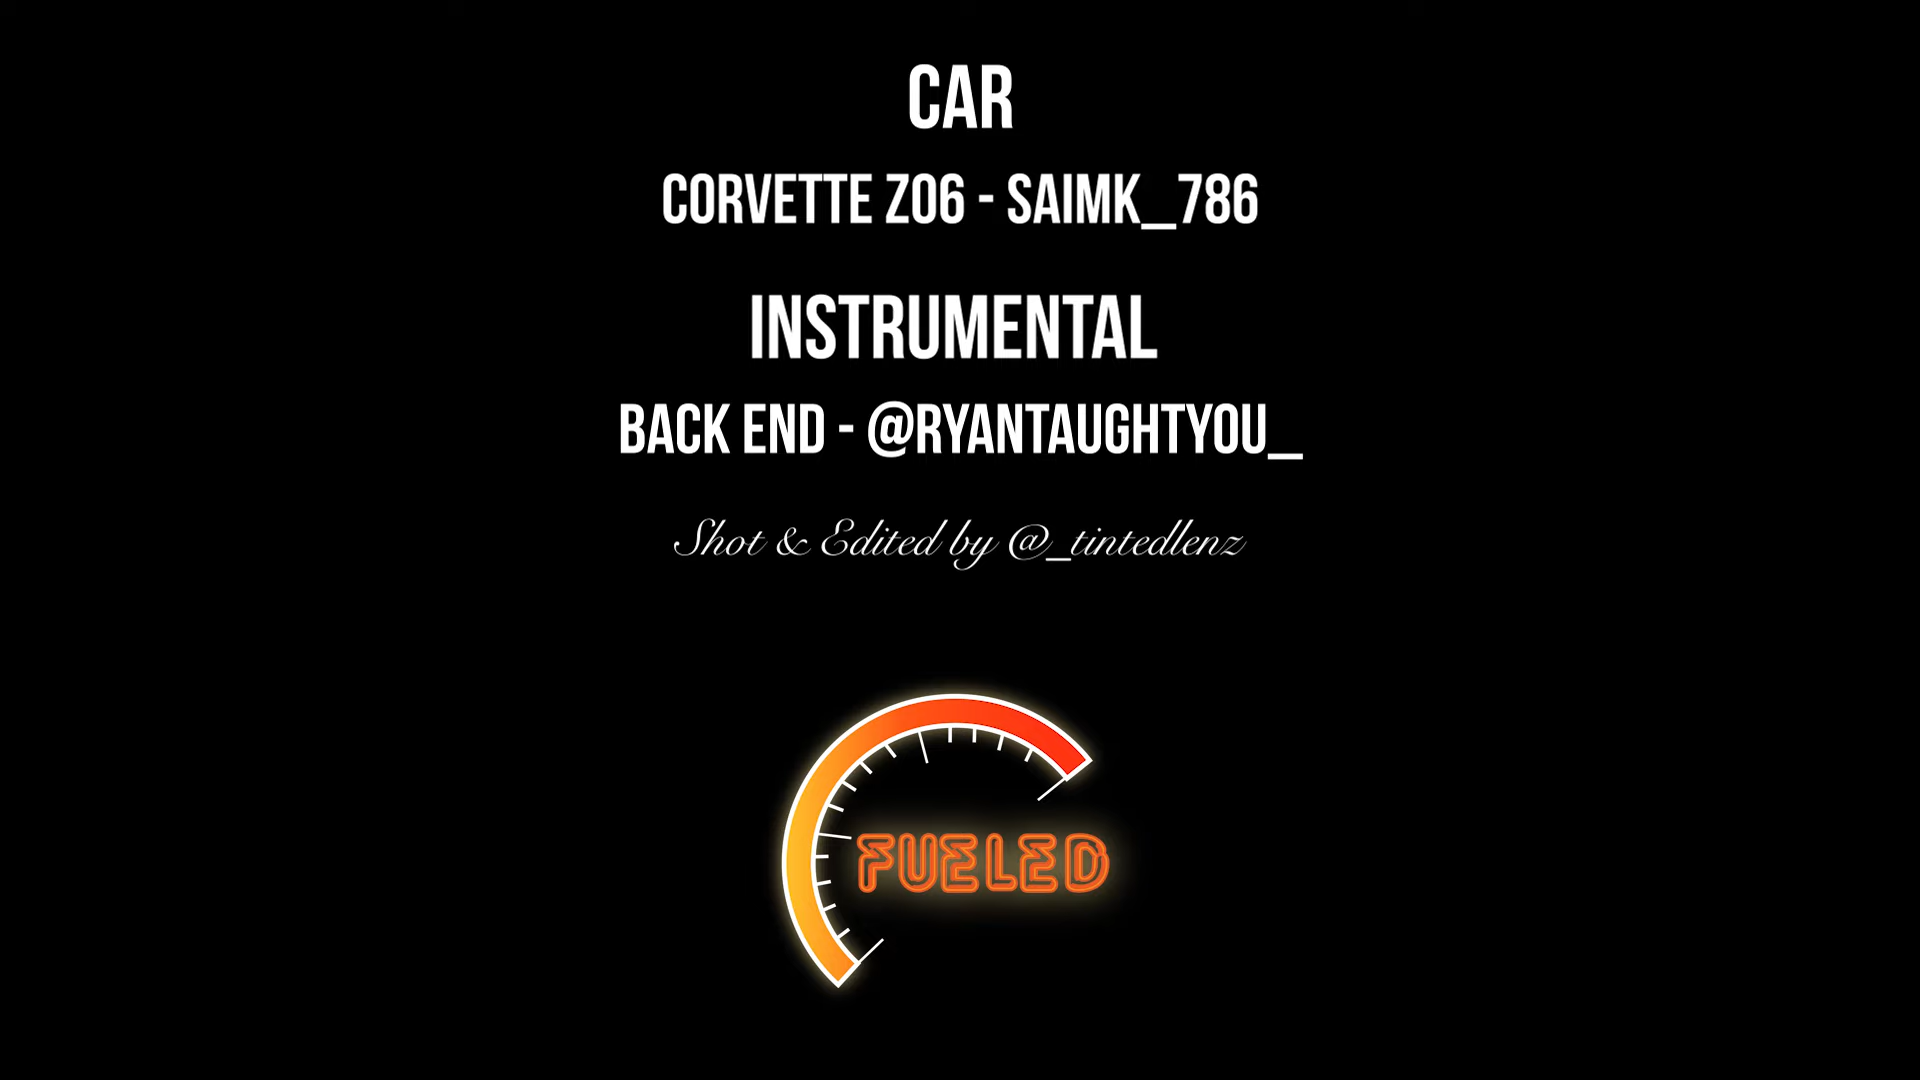 CAR
CORVETTE Z06 - SAIMK_786
INSTRUMENTAL
BACK END - @RYANTAUGHTYOU_
Shot & Edited by @_tintedlenz
FUELED